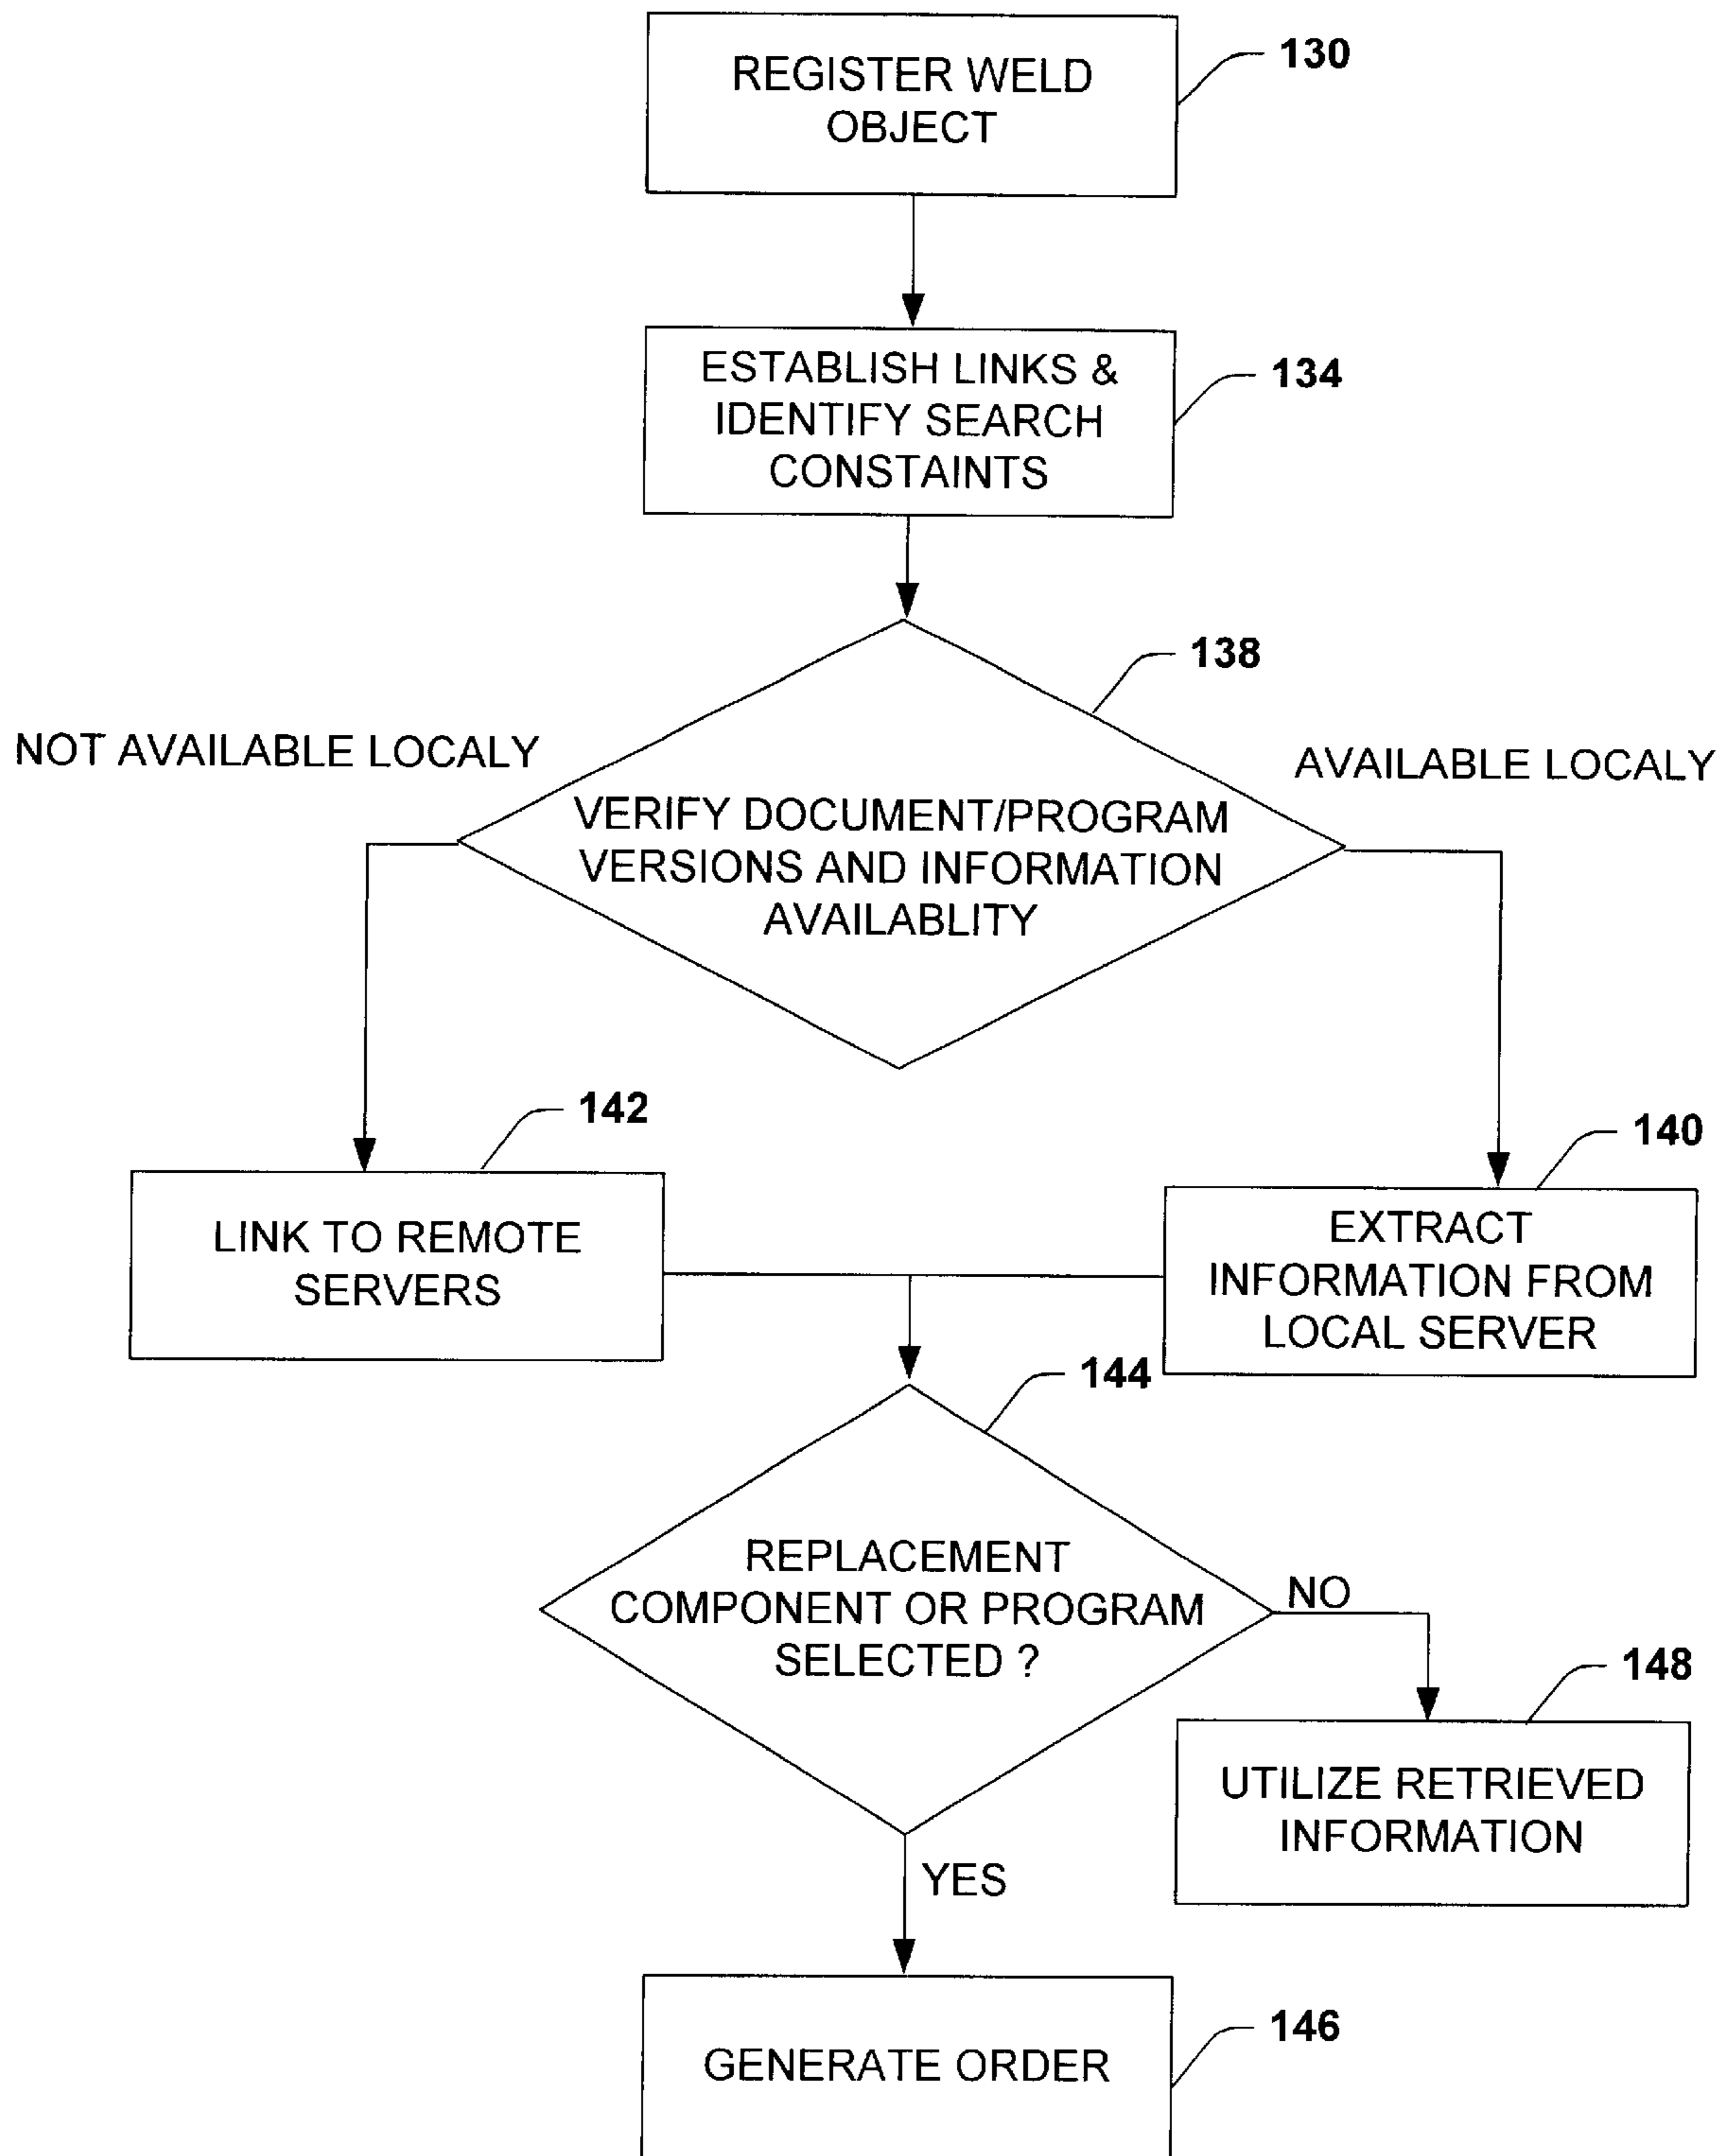 REGISTER WELD
OBJECT
130
ESTABLISH LINKS &
IDENTIFY SEARCH
CONSTAINTS
134
138
NOT AVAILABLE LOCALY
AVAILABLE LOCALY
VERIFY DOCUMENT/PROGRAM
VERSIONS AND INFORMATION
AVAILABLITY
142
140
LINK TO REMOTE
SERVERS
EXTRACT
INFORMATION FROM
LOCAL SERVER
144
REPLACEMENT
COMPONENT OR PROGRAM
SELECTED ?
NO
148
UTILIZE RETRIEVED
INFORMATION
YES
146
GENERATE ORDER